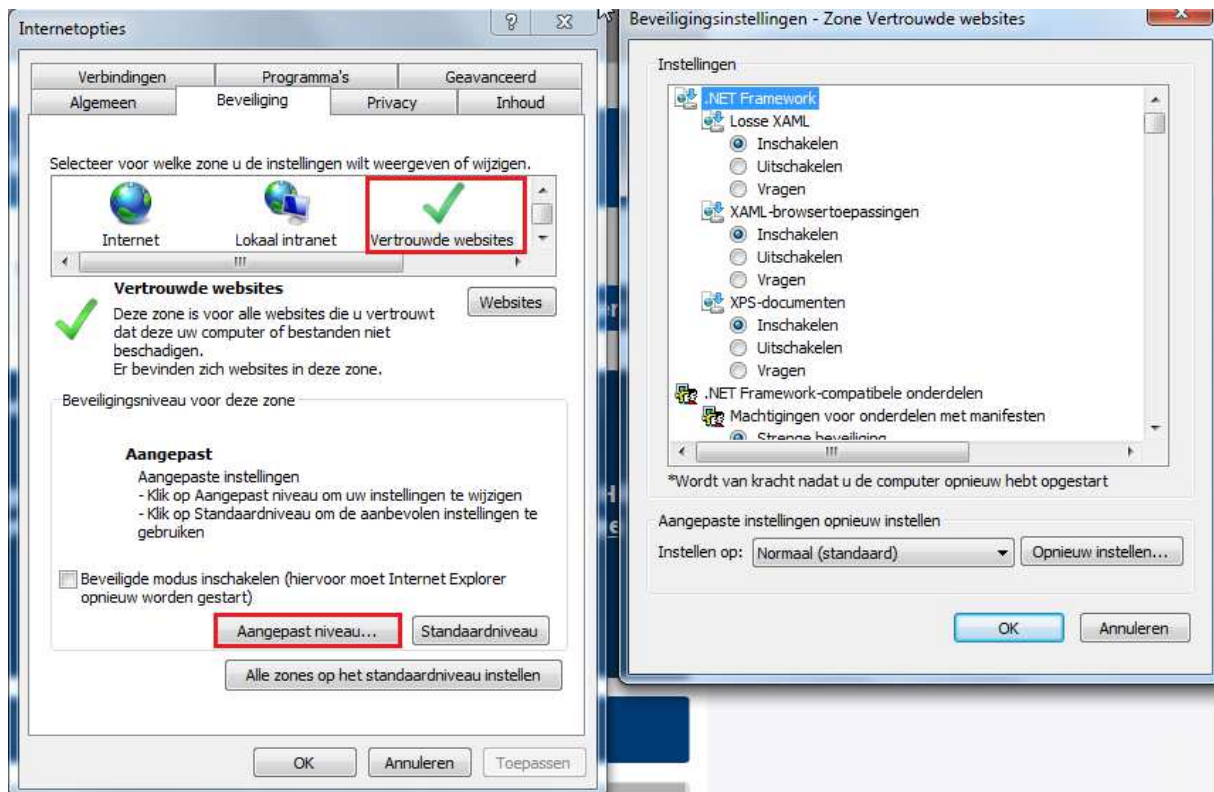 Internetopties
Verbindingen Programma's Geavanceerd
Algemeen Beveiliging Privacy Inhoud
Selecteer voor welke zone u de instellingen wilt weergeven of wijzigen.
Internet Lokaal intranet Vertrouwde websites
Vertrouwde websites
Websites
Deze zone is voor alle websites die u vertrouwt
dat deze uw computer of bestanden niet
beschadigen.
Er bevinden zich websites in deze zone.
Beveiligingsniveau voor deze zone
Aangepast
Aangepaste instellingen
- Klik op Aangepast niveau om uw instellingen te wijzigen
- Klik op Standaardniveau om de aanbevolen instellingen te
gebruiken
Beveiligde modus inschakelen (hiervoor moet Internet Explorer
opnieuw worden gestart)
Aangepast niveau... Standaardniveau
Alle zones op het standaardniveau instellen
OK Annuleren Toepassen
Beveiligingsinstellingen - Zone Vertrouwde websites
Instellingen
.NET Framework
Losse XAML
Inschakelen
Uitschakelen
Vragen
XAML-browsertoepassingen
Inschakelen
Uitschakelen
Vragen
XPS-documenten
Inschakelen
Uitschakelen
Vragen
.NET Framework-compatibele onderdelen
Machtigingen voor onderdelen met manifesten
Strenge beveiliging
*Wordt van kracht nadat u de computer opnieuw hebt opgestart
Aangepaste instellingen opnieuw instellen
Instellen op: Normaal (standaard) Opnieuw instellen...
OK Annuleren